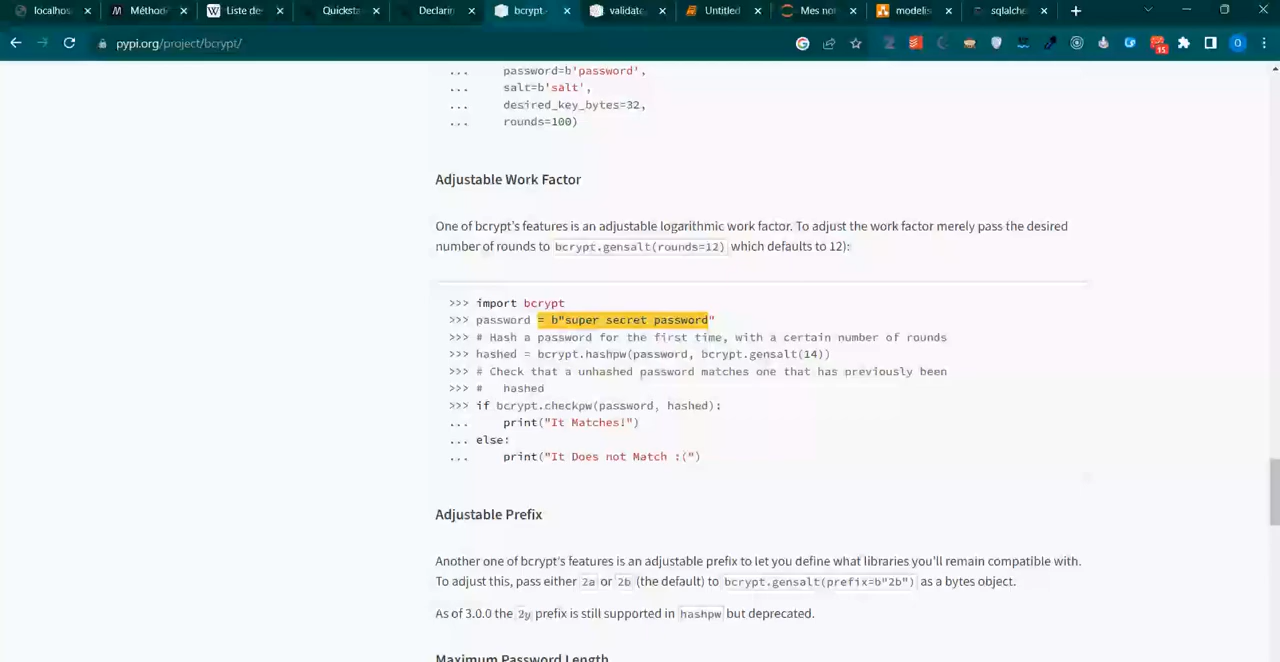 localhos
Méthod
Liste de
Quicksta
Declarin
bcrypt
validate
Untitled
Mes not
modelis
sqlalche
pypi.org/project/bcrypt/
15
O
... password=b'password',
... salt=b'salt',
... desired_key_bytes=32,
... rounds=100)
Adjustable Work Factor
One of bcrypt's features is an adjustable logarithmic work factor. To adjust the work factor merely pass the desired
number of rounds to bcrypt.gensalt(rounds=12) which defaults to 12):
>>> import bcrypt
>>> password = b"super secret password"
>>> # Hash a password for the first time, with a certain number of rounds
>>> hashed = bcrypt.hashpw(password, bcrypt.gensalt(14))
>>> # Check that a unhashed password matches one that has previously been
>>> # hashed
>>> if bcrypt.checkpw(password, hashed):
... print("It Matches!")
... else:
... print("It Does not Match :(")
Adjustable Prefix
Another one of bcrypt's features is an adjustable prefix to let you define what libraries you'll remain compatible with.
To adjust this, pass either 2a or 2b (the default) to bcrypt.gensalt(prefix=b"2b") as a bytes object.
As of 3.0.0 the 2y prefix is still supported in hashpw but deprecated.
Maximum Password Length